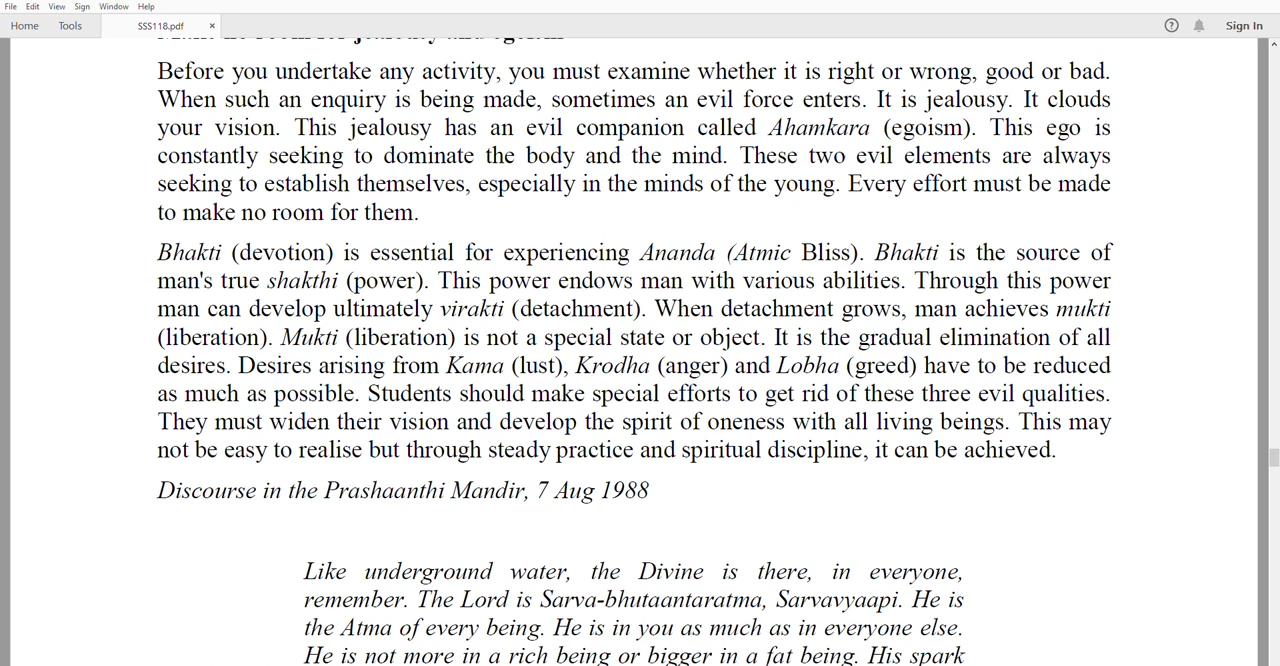 File Edit View Sign Window Help
Home Tools SSS118.pdf × ? Sign In
Make no room for jealousy and egoism
Before you undertake any activity, you must examine whether it is right or wrong, good or bad.
When such an enquiry is being made, sometimes an evil force enters. It is jealousy. It clouds
your vision. This jealousy has an evil companion called Ahamkara (egoism). This ego is
constantly seeking to dominate the body and the mind. These two evil elements are always
seeking to establish themselves, especially in the minds of the young. Every effort must be made
to make no room for them.
Bhakti (devotion) is essential for experiencing Ananda (Atmic Bliss). Bhakti is the source of
man's true shakthi (power). This power endows man with various abilities. Through this power
man can develop ultimately virakti (detachment). When detachment grows, man achieves mukti
(liberation). Mukti (liberation) is not a special state or object. It is the gradual elimination of all
desires. Desires arising from Kama (lust), Krodha (anger) and Lobha (greed) have to be reduced
as much as possible. Students should make special efforts to get rid of these three evil qualities.
They must widen their vision and develop the spirit of oneness with all living beings. This may
not be easy to realise but through steady practice and spiritual discipline, it can be achieved.
Discourse in the Prashaanthi Mandir, 7 Aug 1988
Like underground water, the Divine is there, in everyone,
remember. The Lord is Sarva-bhutaantaratma, Sarvavyaapi. He is
the Atma of every being. He is in you as much as in everyone else.
He is not more in a rich being or bigger in a fat being. His spark